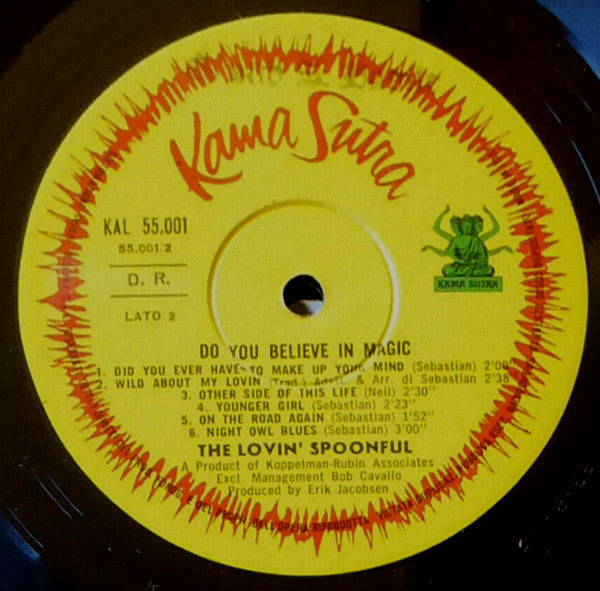 Kama Sutra
KAL 55.001
55.001/2
D. R.
LATO 2
KAMA SUTRA
DO YOU BELIEVE IN MAGIC
1. DID YOU EVER HAVE TO MAKE UP YOUR MIND (Sebastian) 2'00"
2. WILD ABOUT MY LOVIN (Trad.) Adatt. & Arr. di Sebastian 2'38"
3. OTHER SIDE OF THIS LIFE (Neil) 2'30"
4. YOUNGER GIRL (Sebastian) 2'23"
5. ON THE ROAD AGAIN (Sebastian) 1'52"
6. NIGHT OWL BLUES (Sebastian) 3'00"
THE LOVIN' SPOONFUL
A Product of Koppelman-Rubin Associates
Excl. Management Bob Cavallo
Produced by Erik Jacobsen
DELL'OPERA RIPRODOTTA VIETATA